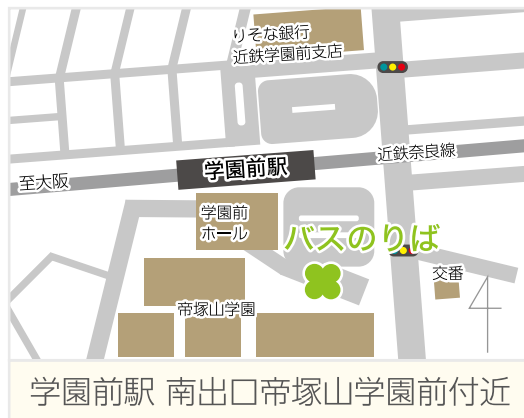 りそな銀行
近鉄学園前支店
近鉄奈良線
学園前駅
至大阪
学園前
ホール
バスのりば
交番
帝塚山学園
学園前駅 南出口帝塚山学園前付近